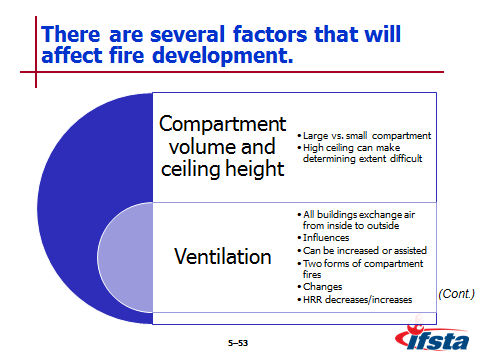 There are several factors that will
affect fire development.
Compartment
volume and
ceiling height
• Large vs. small compartment
• High ceiling can make
determining extent difficult
Ventilation
• All buildings exchange air
from inside to outside
• Influences
• Can be increased or assisted
• Two forms of compartment
fires
• Changes
• HRR decreases/increases
(Cont.)
5–53
ifsta